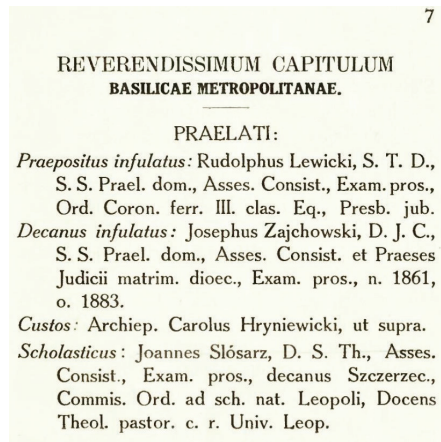 7
REVERENDISSIMUM CAPITULUM
BASILICAE METROPOLITANAE.
PRAELATI:
Praepositus infulatus: Rudolphus Lewicki, S. T. D.,
S. S. Prael. dom., Asses. Consist., Exam. pros.,
Ord. Coron. ferr. III. clas. Eq., Presb. jub.
Decanus infulatus: Josephus Zajchowski, D. J. C.,
S. S. Prael. dom., Asses. Consist. et Praeses
Judicii matrim. dioec., Exam. pros., n. 1861,
o. 1883.
Custos: Archiep. Carolus Hryniewicki, ut supra.
Scholasticus: Joannes Slósarz, D. S. Th., Asses.
Consist., Exam. pros., decanus Szczerzec.,
Commis. Ord. ad sch. nat. Leopoli, Docens
Theol. pastor. c. r. Univ. Leop.